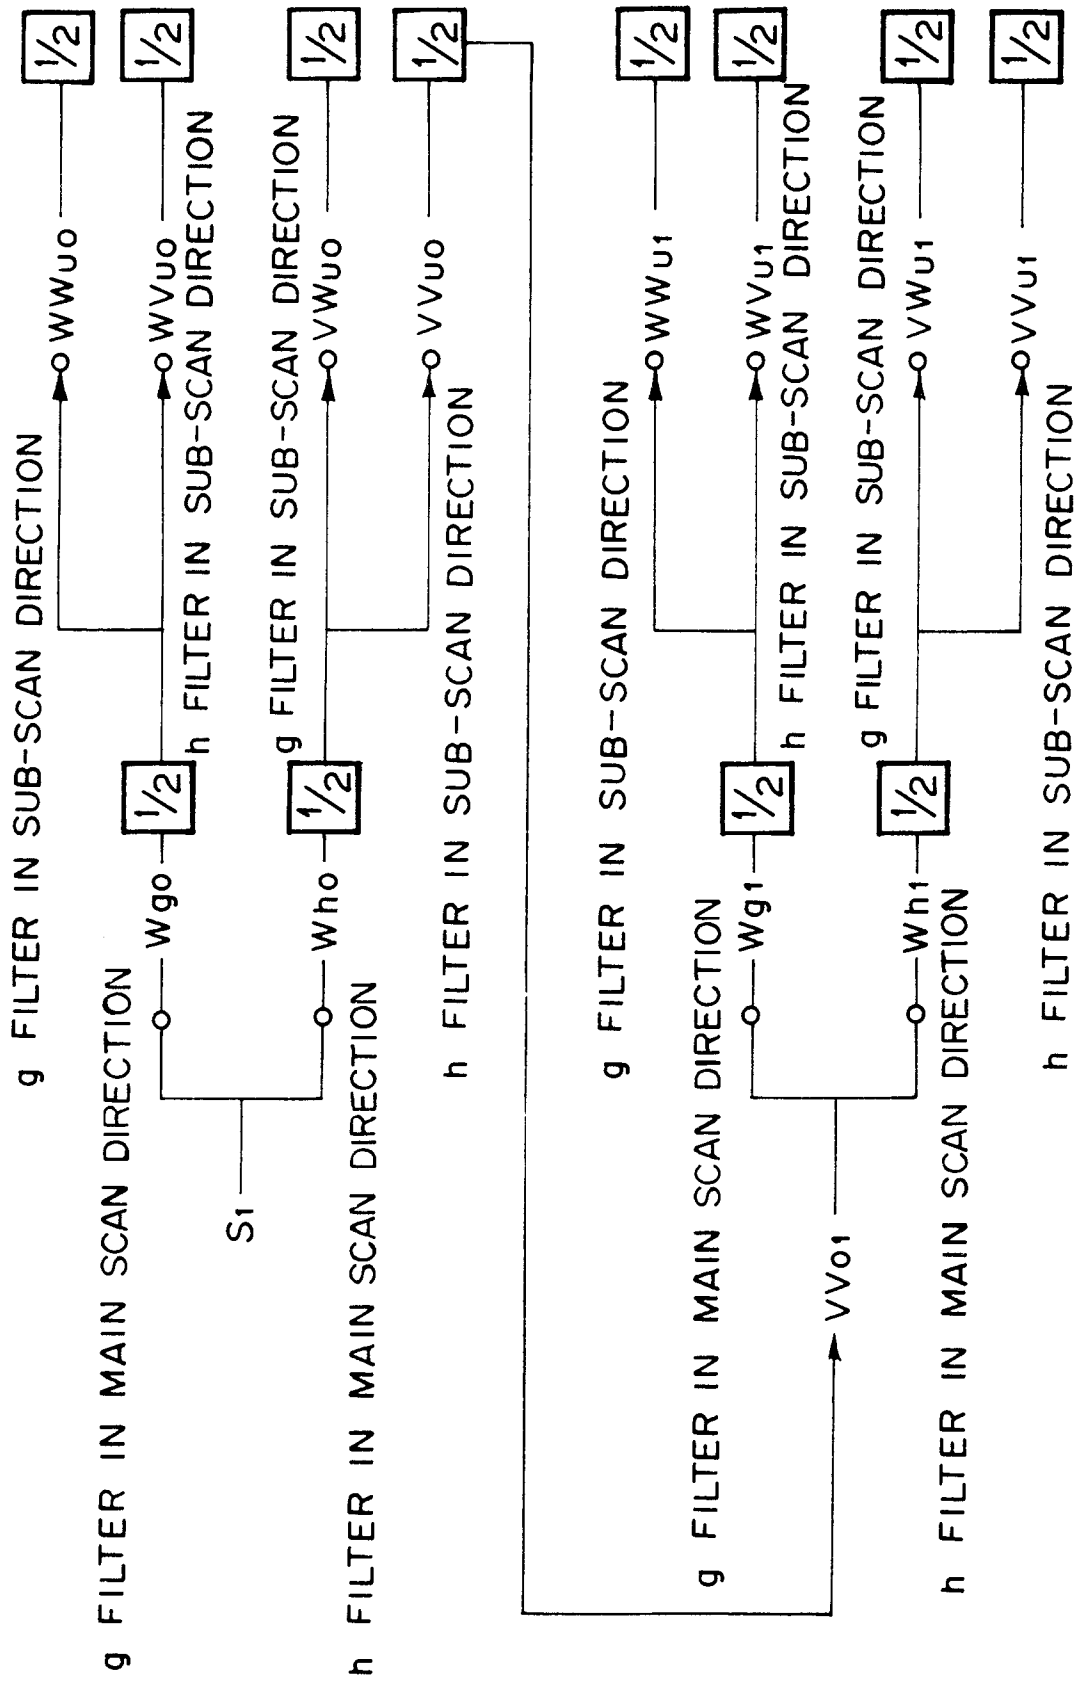 g FILTER IN SUB-SCAN DIRECTION
g FILTER IN MAIN SCAN DIRECTION
Wg0
1/2
WWu0
1/2
WVu0
1/2
h FILTER IN SUB-SCAN DIRECTION
S1
g FILTER IN SUB-SCAN DIRECTION
Wh0
1/2
VWu0
1/2
h FILTER IN MAIN SCAN DIRECTION
VVu0
1/2
h FILTER IN SUB-SCAN DIRECTION
g FILTER IN SUB-SCAN DIRECTION
WWu1
1/2
g FILTER IN MAIN SCAN DIRECTION
Wg1
1/2
WVu1
1/2
h FILTER IN SUB-SCAN DIRECTION
VV01
g FILTER IN SUB-SCAN DIRECTION
Wh1
1/2
VWu1
1/2
h FILTER IN MAIN SCAN DIRECTION
VVu1
1/2
h FILTER IN SUB-SCAN DIRECTION